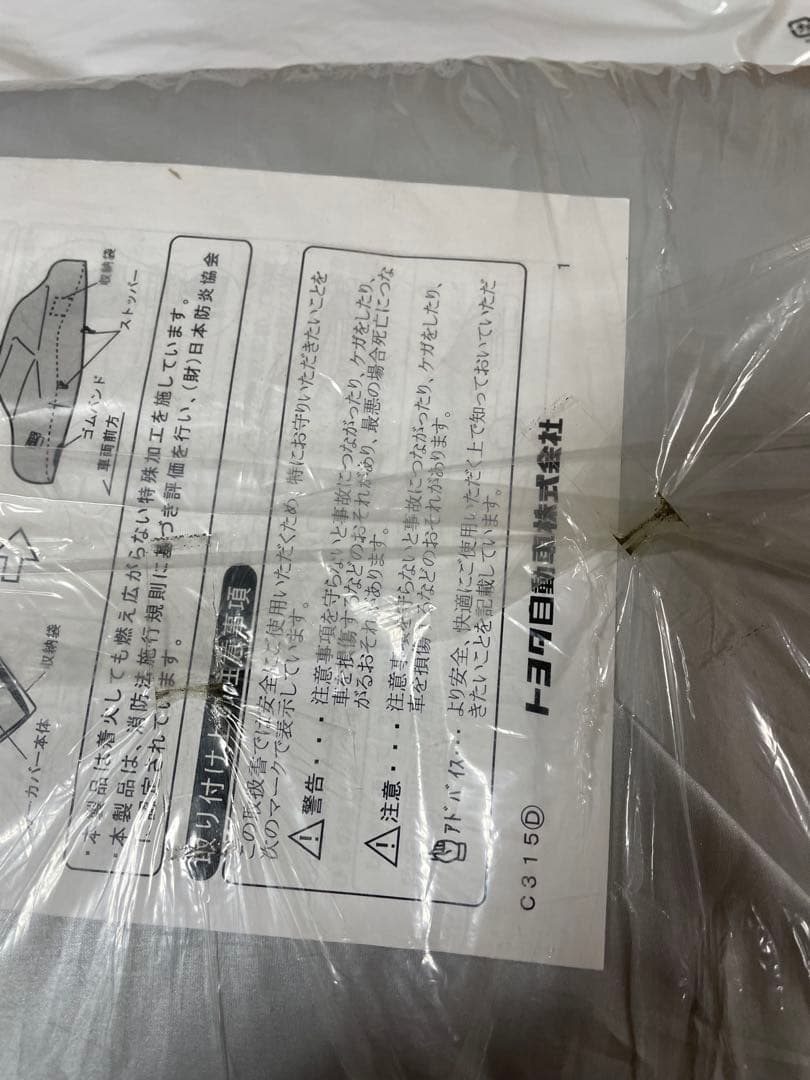 収納袋
ストッパー
ゴムバンド
車両前方
収納袋
ーカバー本体
*本製品は着火しても燃え広がらない特殊加工を施しています。
*本製品は、消防法施行規則に基づき評価を行い、(財)日本防炎協会
認定されています。
取り付け上 注意事項
この取扱書では安全にご使用いただくため 特にお守りいただきたいことを
次のマークで表示しています。
警告・・・注意事項を守らないと事故につながったり、ケガをしたり、
車を損傷するなどのおそれがあり、最悪の場合死亡につな
がるおそれがあります。
注意・・・注意事項を守らないと事故につながったり、ケガをしたり、
車を損傷するなどのおそれがあります。
アドバイス・・・より安全、快適にご使用いただく上で知っておいていただ
きたいことを記載しています。
トヨタ自動車株式会社
C315Ⓓ
1